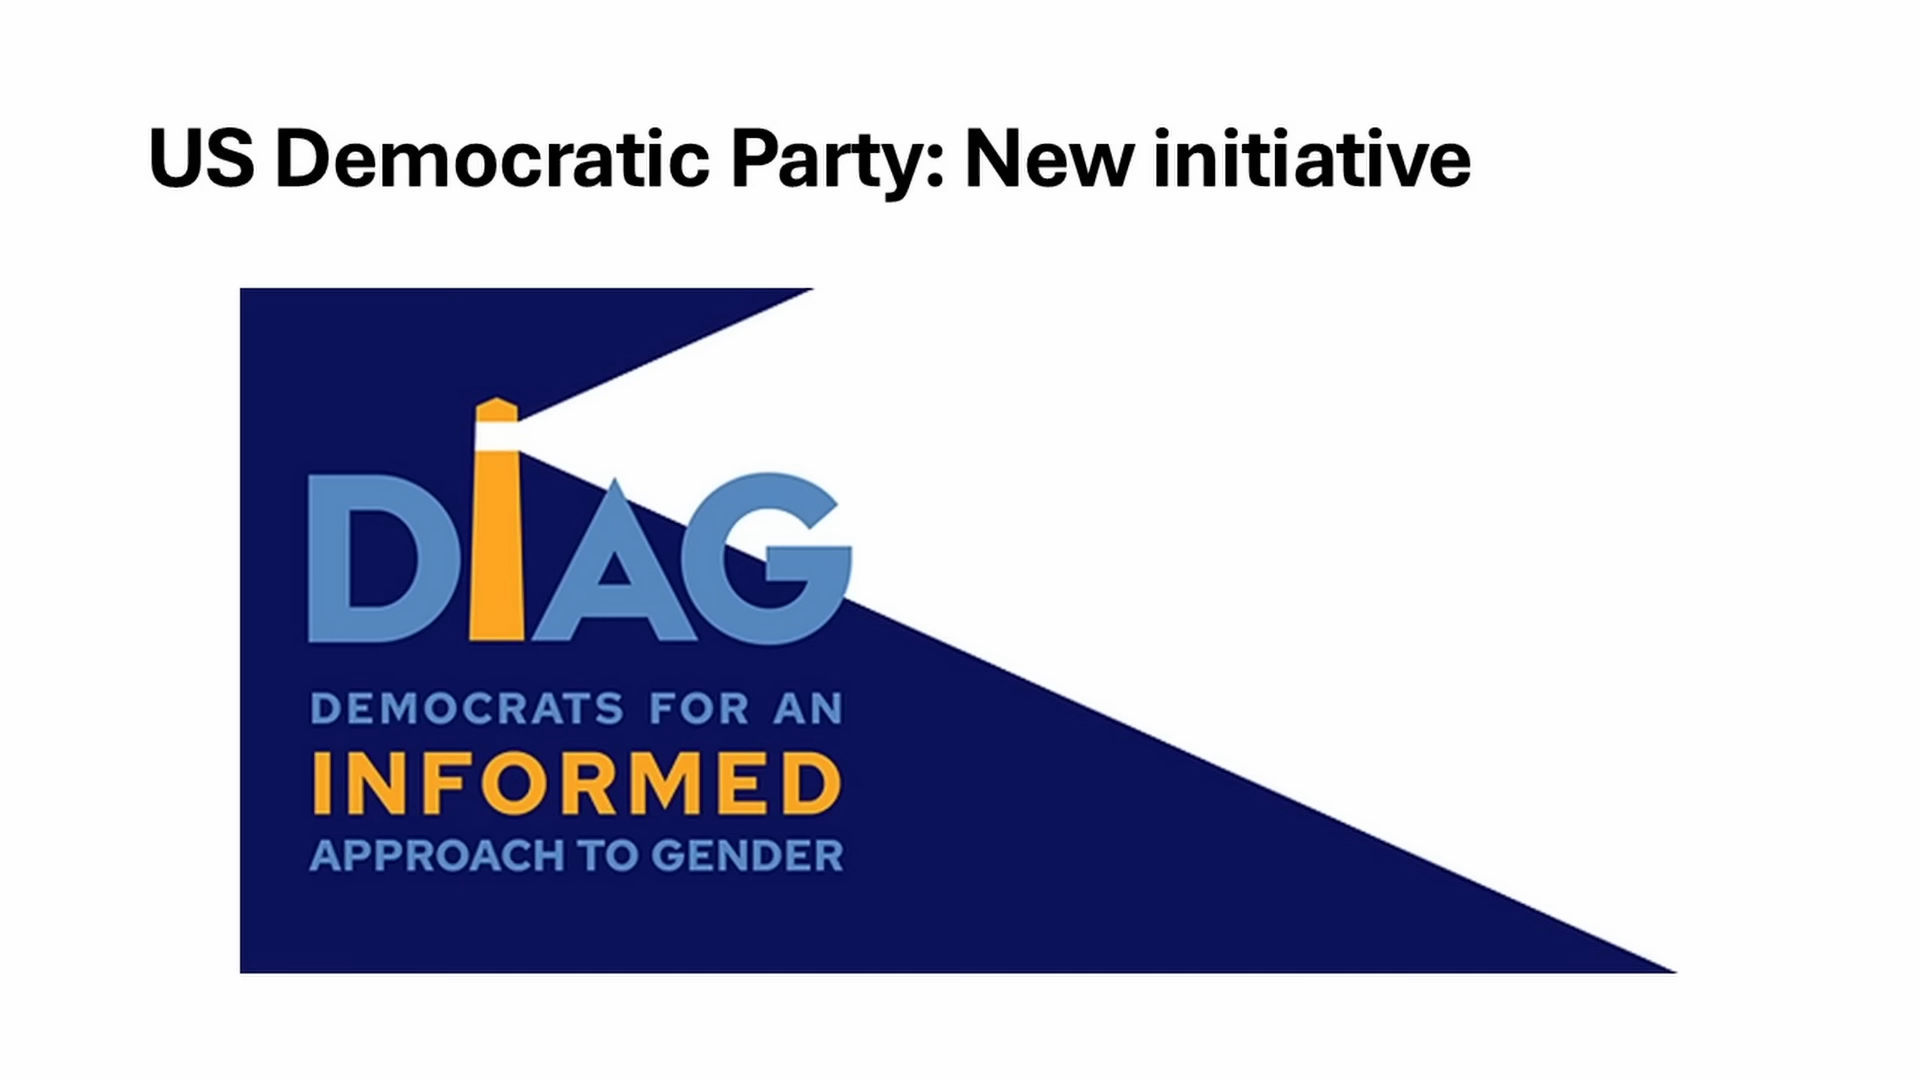 US Democratic Party: New initiative
DIAG
DEMOCRATS FOR AN
INFORMED
APPROACH TO GENDER